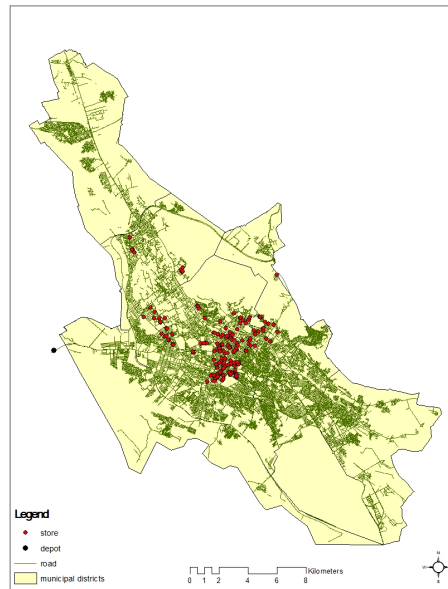 Legend
store
depot
road
municipal districts
Kilometers
0 1 2 4 6 8
N
W E
S